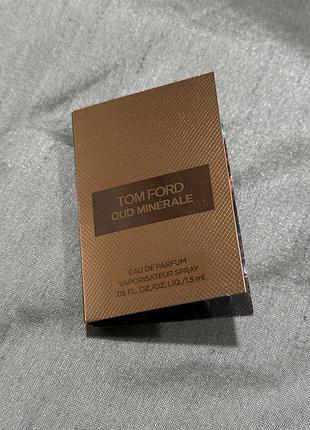 TOM FORD
OUD MINÉRALE
EAU DE PARFUM
VAPORISATEUR SPRAY
.05 FL. OZ./OZ. LIQ./1.5 ml